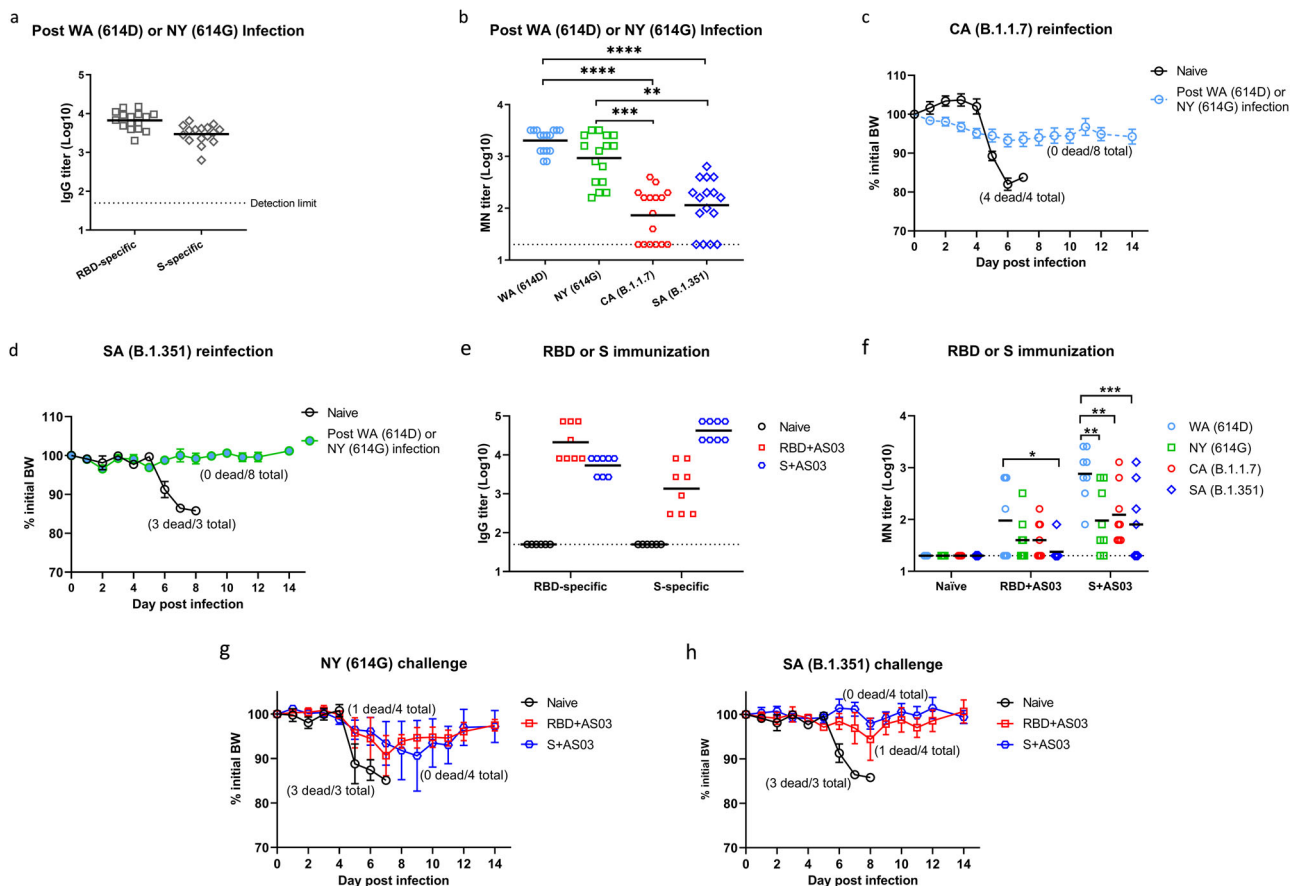 a
Post WA (614D) or NY (614G) Infection
IgG titer (Log10)
5
4
3
2
1
Detection limit
RBD-specific
S-specific
b
Post WA (614D) or NY (614G) Infection
MN titer (Log10)
4
3
2
1
****
****
**
***
WA (614D)
NY (614G)
CA (B.1.1.7)
SA (B.1.351)
c
CA (B.1.1.7) reinfection
% initial BW
110
100
90
80
70
0 2 4 6 8 10 12 14
Day post infection
Naive
Post WA (614D) or
NY (614G) infection
(0 dead/8 total)
(4 dead/4 total)
d
SA (B.1.351) reinfection
% initial BW
110
100
90
80
70
0 2 4 6 8 10 12 14
Day post infection
Naive
Post WA (614D) or
NY (614G) infection
(0 dead/8 total)
(3 dead/3 total)
e
RBD or S immunization
IgG titer (Log10)
5
4
3
2
1
RBD-specific
S-specific
Naive
RBD+AS03
S+AS03
f
RBD or S immunization
MN titer (Log10)
4
3
2
1
*
***
**
**
Naïve
RBD+AS03
S+AS03
WA (614D)
NY (614G)
CA (B.1.1.7)
SA (B.1.351)
g
NY (614G) challenge
% initial BW
100
90
80
70
0 2 4 6 8 10 12 14
Day post infection
(1 dead/4 total)
(0 dead/4 total)
(3 dead/3 total)
Naive
RBD+AS03
S+AS03
h
SA (B.1.351) challenge
% initial BW
100
90
80
70
0 2 4 6 8 10 12 14
Day post infection
(0 dead/4 total)
(1 dead/4 total)
(3 dead/3 total)
Naive
RBD+AS03
S+AS03